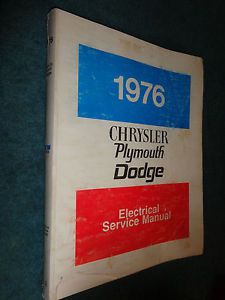 1976
CHRYSLER
Plymouth
Dodge
Electrical
Service Manual